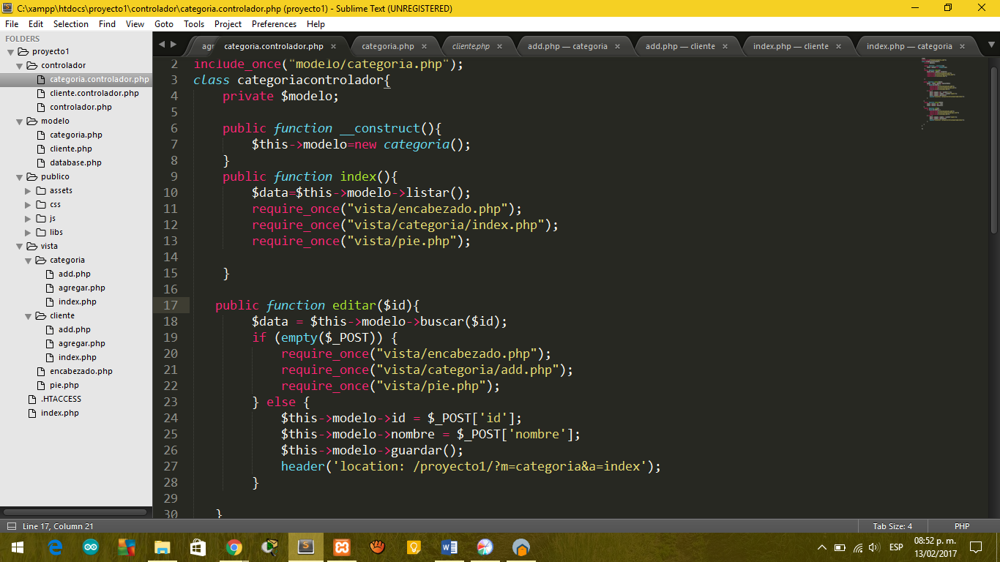 C:\xampp\htdocs\proyecto1\controlador\categoria.controlador.php (proyecto1) - Sublime Text (UNREGISTERED)
File Edit Selection Find View Goto Tools Project Preferences Help
FOLDERS
proyecto1
controlador
categoria.controlador.php
cliente.controlador.php
controlador.php
modelo
categoria.php
cliente.php
database.php
publico
assets
css
js
libs
vista
categoria
add.php
agregar.php
index.php
cliente
add.php
agregar.php
index.php
encabezado.php
pie.php
.HTACCESS
index.php
agr categoria.controlador.php × categoria.php × cliente.php × add.php — categoria × add.php — cliente × index.php — cliente × index.php — categoria ×
2 include_once("modelo/categoria.php");
3 class categoriacontrolador{
4     private $modelo;
5
6     public function __construct(){
7         $this->modelo=new categoria();
8     }
9     public function index(){
10         $data=$this->modelo->listar();
11         require_once("vista/encabezado.php");
12         require_once("vista/categoria/index.php");
13         require_once("vista/pie.php");
14
15     }
16
17    public function editar($id){
18         $data = $this->modelo->buscar($id);
19         if (empty($_POST)) {
20             require_once("vista/encabezado.php");
21             require_once("vista/categoria/add.php");
22             require_once("vista/pie.php");
23         } else {
24             $this->modelo->id = $_POST['id'];
25             $this->modelo->nombre = $_POST['nombre'];
26             $this->modelo->guardar();
27             header('location: /proyecto1/?m=categoria&a=index');
28         }
29
30    }
Line 17, Column 21 Tab Size: 4 PHP
ESP
08:52 p. m.
13/02/2017